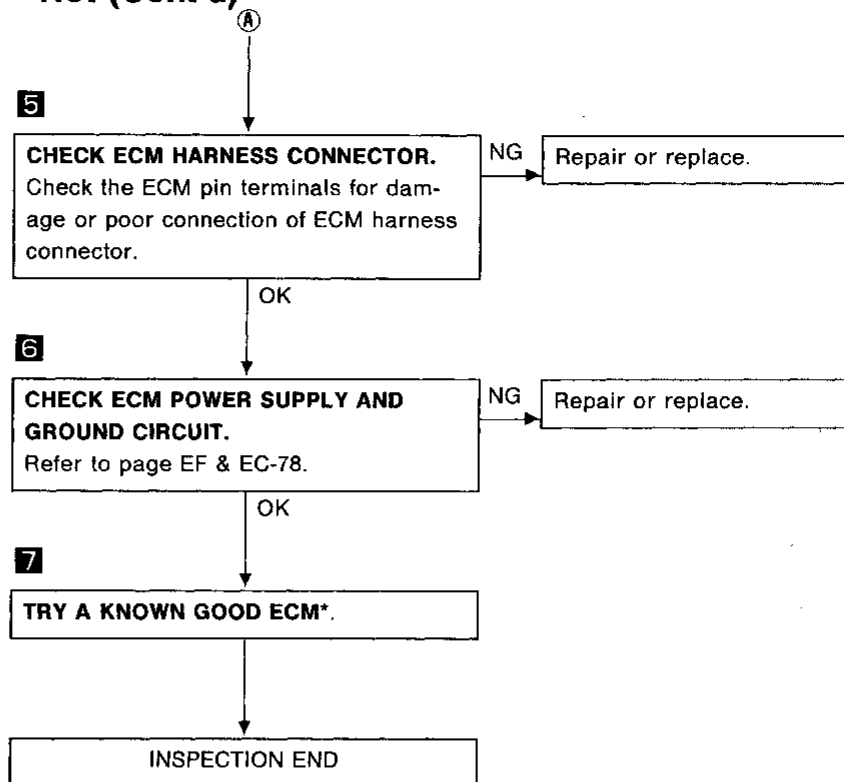 (Cont'd)
A
5
CHECK ECM HARNESS CONNECTOR.
Check the ECM pin terminals for dam-
age or poor connection of ECM harness
connector.
NG
Repair or replace.
OK
6
CHECK ECM POWER SUPPLY AND
GROUND CIRCUIT.
Refer to page EF & EC-78.
NG
Repair or replace.
OK
7
TRY A KNOWN GOOD ECM*.
INSPECTION END